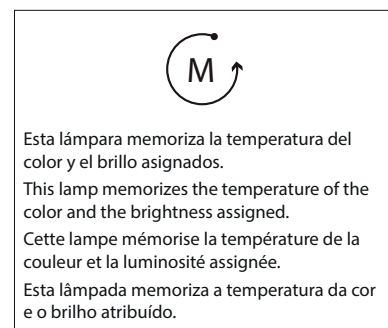 M
Esta lámpara memoriza la temperatura del
color y el brillo asignados.
This lamp memorizes the temperature of the
color and the brightness assigned.
Cette lampe mémorise la température de la
couleur et la luminosité assignée.
Esta lâmpada memoriza a temperatura da cor
e o brilho atribuído.